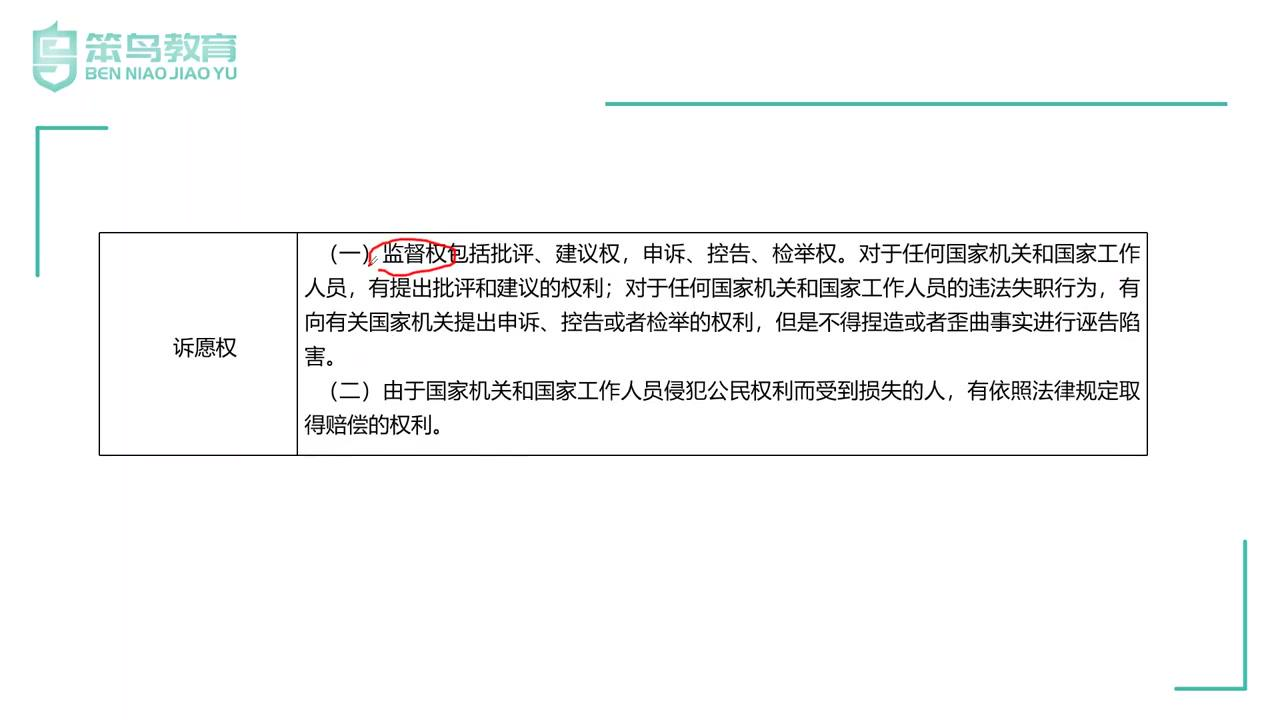 笨鸟教育
BEN NIAO JIAO YU
诉愿权
（一）监督权包括批评、建议权，申诉、控告、检举权。对于任何国家机关和国家工作
人员，有提出批评和建议的权利；对于任何国家机关和国家工作人员的违法失职行为，有
向有关国家机关提出申诉、控告或者检举的权利，但是不得捏造或者歪曲事实进行诬告陷
害。
（二）由于国家机关和国家工作人员侵犯公民权利而受到损失的人，有依照法律规定取
得赔偿的权利。